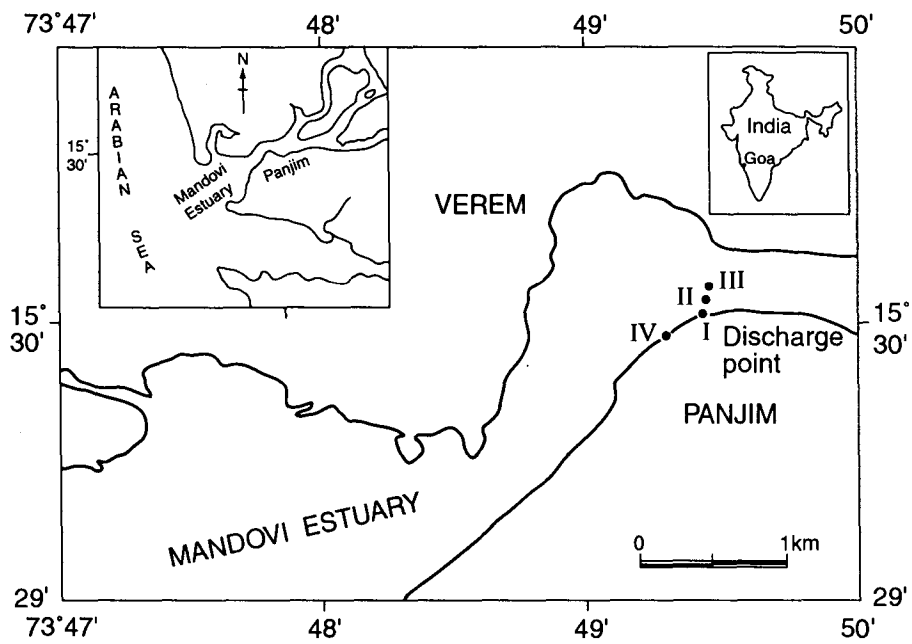 73°47' 48' 49' 50'
N
ARABIAN SEA
15°
30'
Mandovi
Estuary
Panjim
India
Goa
VEREM
III
II
I
IV
15°
30'
15°
30'
Discharge
point
PANJIM
MANDOVI ESTUARY
0 1km
29' 29'
73°47' 48' 49' 50'